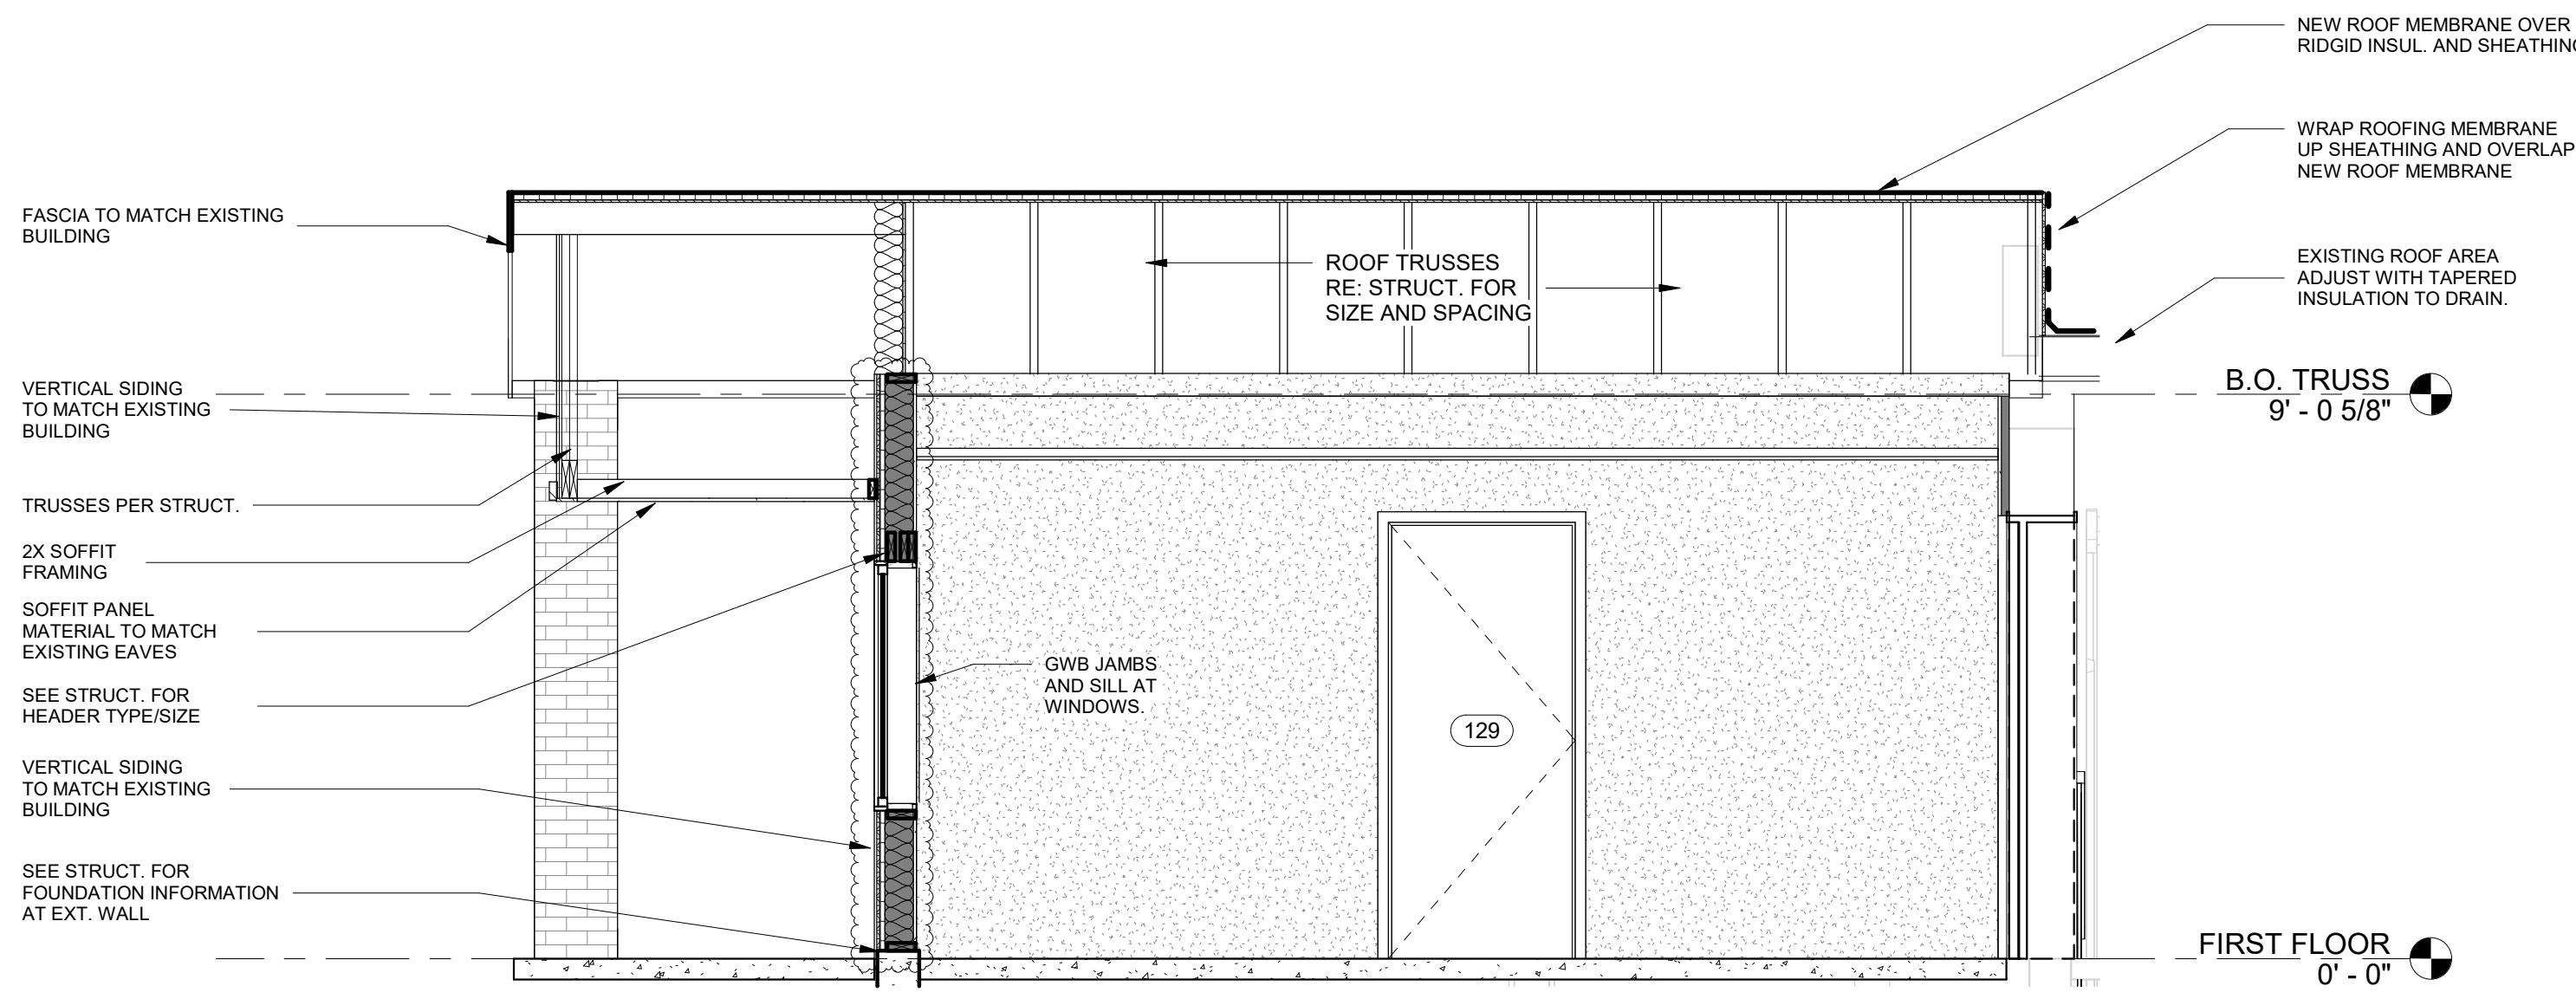 NEW ROOF MEMBRANE OVER
RIDGID INSUL. AND SHEATHING
WRAP ROOFING MEMBRANE
UP SHEATHING AND OVERLAP
NEW ROOF MEMBRANE
EXISTING ROOF AREA
ADJUST WITH TAPERED
INSULATION TO DRAIN.
B.O. TRUSS
9' - 0 5/8"
FIRST FLOOR
0' - 0"
FASCIA TO MATCH EXISTING
BUILDING
VERTICAL SIDING
TO MATCH EXISTING
BUILDING
TRUSSES PER STRUCT.
2X SOFFIT
FRAMING
SOFFIT PANEL
MATERIAL TO MATCH
EXISTING EAVES
SEE STRUCT. FOR
HEADER TYPE/SIZE
VERTICAL SIDING
TO MATCH EXISTING
BUILDING
SEE STRUCT. FOR
FOUNDATION INFORMATION
AT EXT. WALL
ROOF TRUSSES
RE: STRUCT. FOR
SIZE AND SPACING
GWB JAMBS
AND SILL AT
WINDOWS.
129